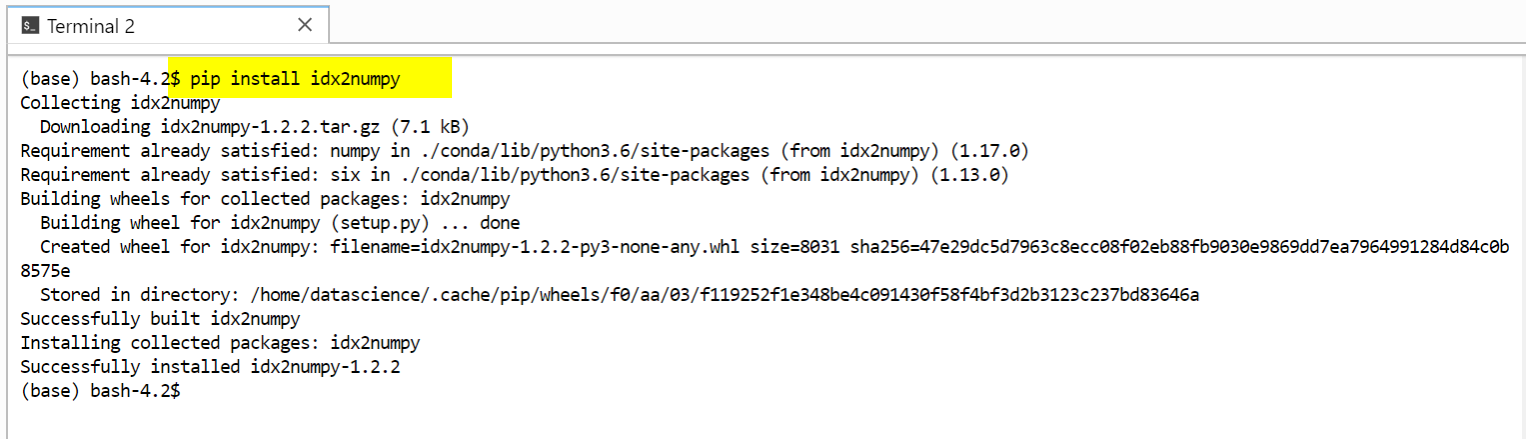 Terminal 2
(base) bash-4.2$ pip install idx2numpy
Collecting idx2numpy
  Downloading idx2numpy-1.2.2.tar.gz (7.1 kB)
Requirement already satisfied: numpy in ./conda/lib/python3.6/site-packages (from idx2numpy) (1.17.0)
Requirement already satisfied: six in ./conda/lib/python3.6/site-packages (from idx2numpy) (1.13.0)
Building wheels for collected packages: idx2numpy
  Building wheel for idx2numpy (setup.py) ... done
  Created wheel for idx2numpy: filename=idx2numpy-1.2.2-py3-none-any.whl size=8031 sha256=47e29dc5d7963c8ecc08f02eb88fb9030e9869dd7ea7964991284d84c0b
8575e
  Stored in directory: /home/datascience/.cache/pip/wheels/f0/aa/03/f119252f1e348be4c091430f58f4bf3d2b3123c237bd83646a
Successfully built idx2numpy
Installing collected packages: idx2numpy
Successfully installed idx2numpy-1.2.2
(base) bash-4.2$